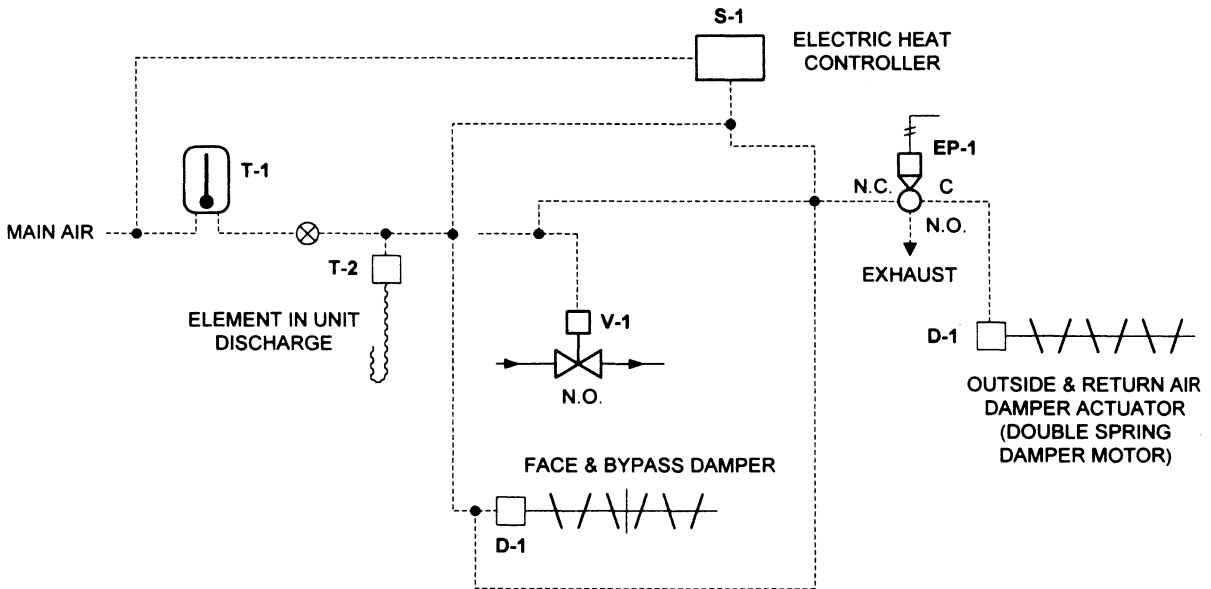 S-1
ELECTRIC HEAT
CONTROLLER
T-1
EP-1
N.C.
C
MAIN AIR
N.O.
T-2
EXHAUST
ELEMENT IN UNIT
DISCHARGE
V-1
D-1
N.O.
OUTSIDE & RETURN AIR
DAMPER ACTUATOR
(DOUBLE SPRING
DAMPER MOTOR)
FACE & BYPASS DAMPER
D-1